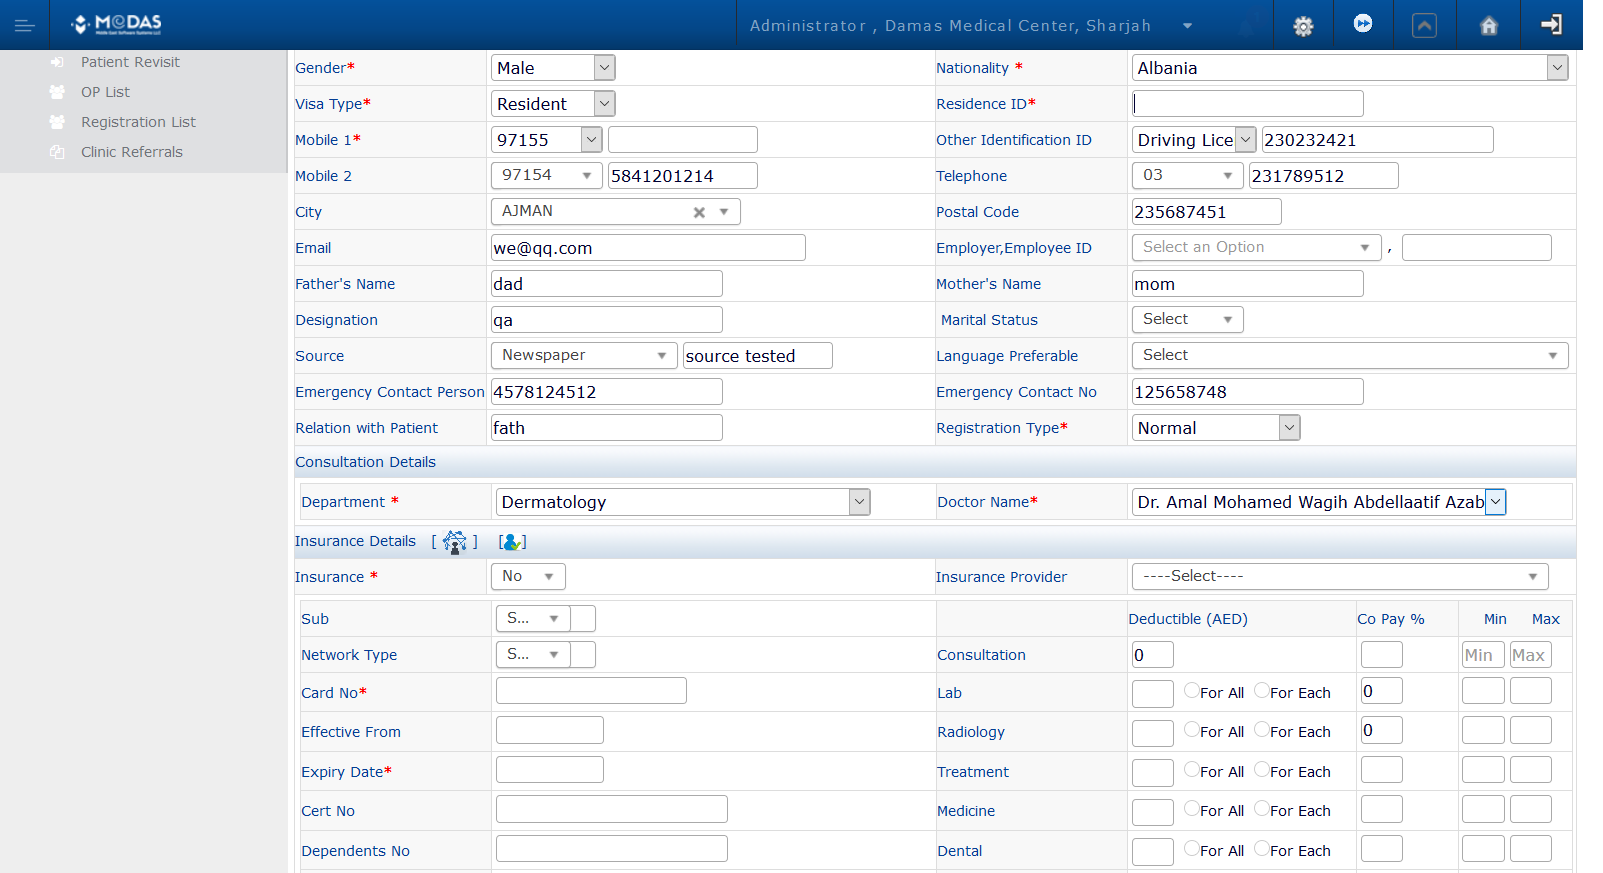 MEDAS
Middle East Software Systems LLC
Administrator , Damas Medical Center, Sharjah
Patient Revisit
OP List
Registration List
Clinic Referrals
Gender* Male Nationality * Albania
Visa Type* Resident Residence ID*
Mobile 1* 97155 Other Identification ID Driving Lice 230232421
Mobile 2 97154 5841201214 Telephone 03 231789512
City AJMAN Postal Code 235687451
Email we@qq.com Employer,Employee ID Select an Option ,
Father's Name dad Mother's Name mom
Designation qa Marital Status Select
Source Newspaper source tested Language Preferable Select
Emergency Contact Person 4578124512 Emergency Contact No 125658748
Relation with Patient fath Registration Type* Normal
Consultation Details
Department * Dermatology Doctor Name* Dr. Amal Mohamed Wagih Abdellaatif Azab
Insurance Details [ ] [ ]
Insurance * No Insurance Provider ----Select----
Sub S... Deductible (AED) Co Pay % Min Max
Network Type S... Consultation 0 Min Max
Card No* Lab For All For Each 0
Effective From Radiology For All For Each 0
Expiry Date* Treatment For All For Each
Cert No Medicine For All For Each
Dependents No Dental For All For Each